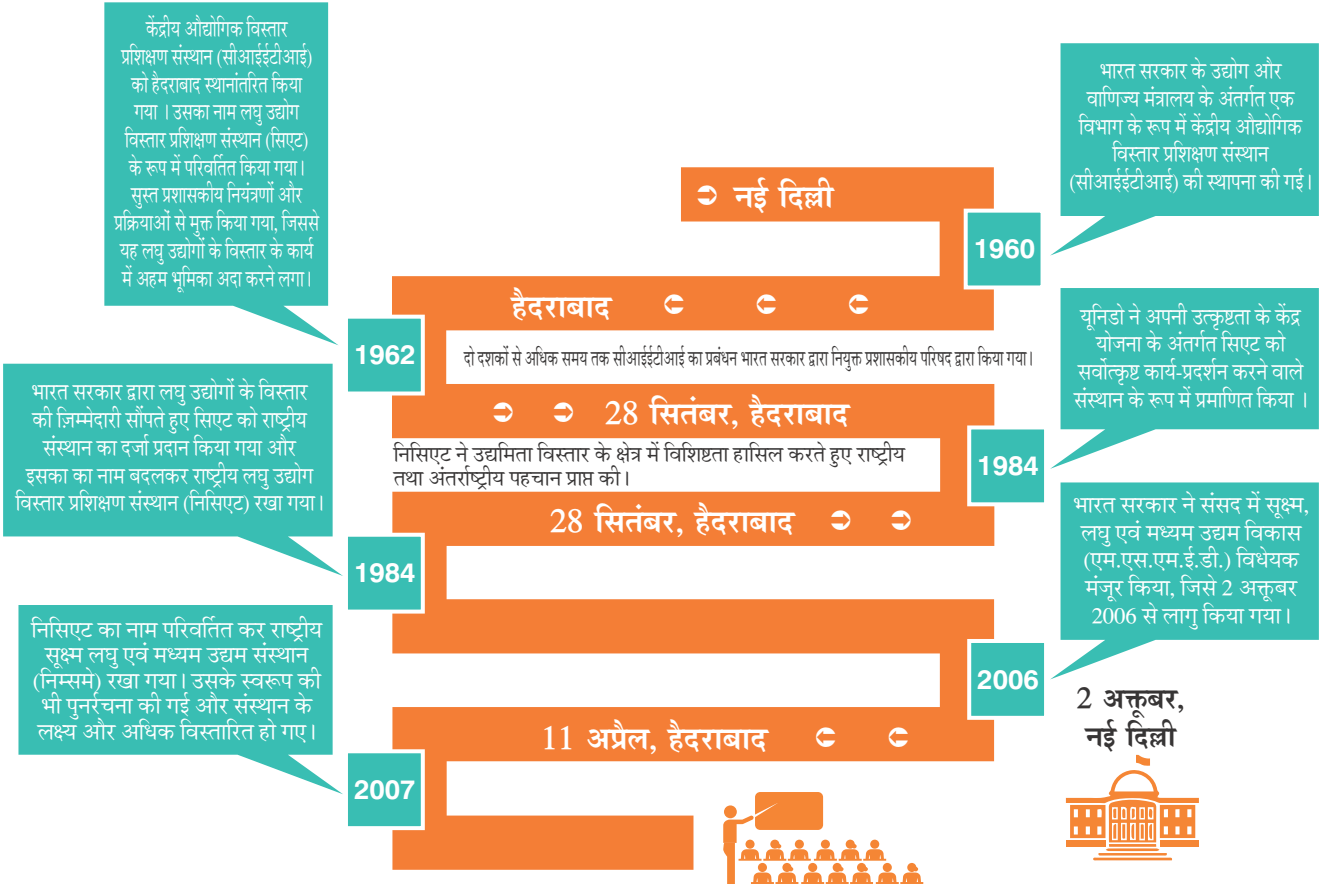 केंद्रीय औद्योगिक विस्तार
प्रशिक्षण संस्थान (सीआईईटीआई)
को हैदराबाद स्थानांतरित किया
गया । उसका नाम लघु उद्योग
विस्तार प्रशिक्षण संस्थान (सिएट)
के रूप में परिवर्तित किया गया।
सुस्त प्रशासकीय नियंत्रणों और
प्रक्रियाओं से मुक्त किया गया, जिससे
यह लघु उद्योगों के विस्तार के कार्य
में अहम भूमिका अदा करने लगा।
भारत सरकार के उद्योग और
वाणिज्य मंत्रालय के अंतर्गत एक
विभाग के रूप में केंद्रीय औद्योगिक
विस्तार प्रशिक्षण संस्थान
(सीआईईटीआई) की स्थापना की गई।
नई दिल्ली
1960
हैदराबाद
1962
दो दशकों से अधिक समय तक सीआईईटीआई का प्रबंधन भारत सरकार द्वारा नियुक्त प्रशासकीय परिषद द्वारा किया गया।
यूनिडो ने अपनी उत्कृष्टता के केंद्र
योजना के अंतर्गत सिएट को
सर्वोत्कृष्ट कार्य-प्रदर्शन करने वाले
संस्थान के रूप में प्रमाणित किया ।
28 सितंबर, हैदराबाद
1984
निसिएट ने उद्यमिता विस्तार के क्षेत्र में विशिष्टता हासिल करते हुए राष्ट्रीय
तथा अंतर्राष्ट्रीय पहचान प्राप्त की।
भारत सरकार द्वारा लघु उद्योगों के विस्तार
की ज़िम्मेदारी सौंपते हुए सिएट को राष्ट्रीय
संस्थान का दर्जा प्रदान किया गया और
इसका का नाम बदलकर राष्ट्रीय लघु उद्योग
विस्तार प्रशिक्षण संस्थान (निसिएट) रखा गया।
28 सितंबर, हैदराबाद
1984
भारत सरकार ने संसद में सूक्ष्म,
लघु एवं मध्यम उद्यम विकास
(एम.एस.एम.ई.डी.) विधेयक
मंजूर किया, जिसे 2 अक्तूबर
2006 से लागु किया गया।
2006
2 अक्तूबर,
नई दिल्ली
निसिएट का नाम परिवर्तित कर राष्ट्रीय
सूक्ष्म लघु एवं मध्यम उद्यम संस्थान
(निम्समे) रखा गया। उसके स्वरूप की
भी पुनर्रचना की गई और संस्थान के
लक्ष्य और अधिक विस्तारित हो गए।
11 अप्रैल, हैदराबाद
2007